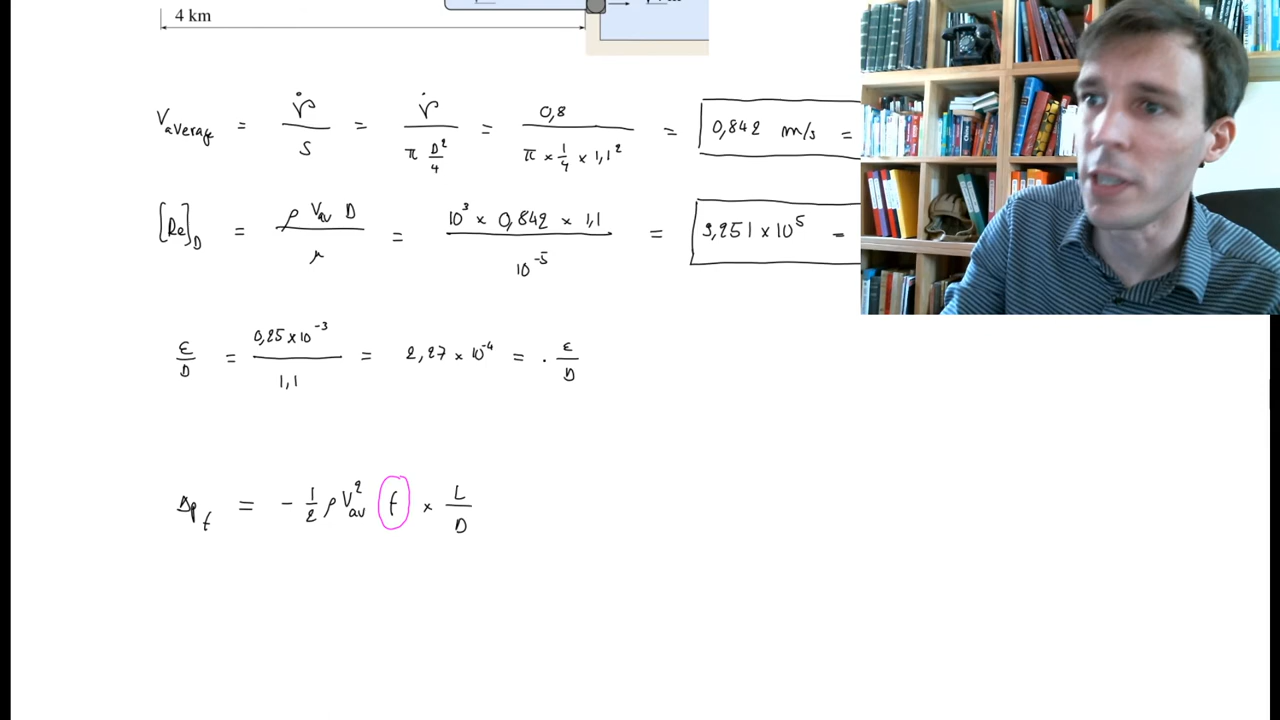 4 km
V_average = V̇/S = V̇/(π D²/4) = 0,8/(π × 1/4 × 1,1²) = 0,842 m/s =
[Re]_D = ρ V_av D/μ = 10³ × 0,842 × 1,1/10⁻⁵ = 9,251 × 10⁵ =
ε/D = 0,25 × 10⁻³/1,1 = 2,27 × 10⁻⁴ = · ε/D
Δp_f = - 1/2 ρ V²_av f × L/D